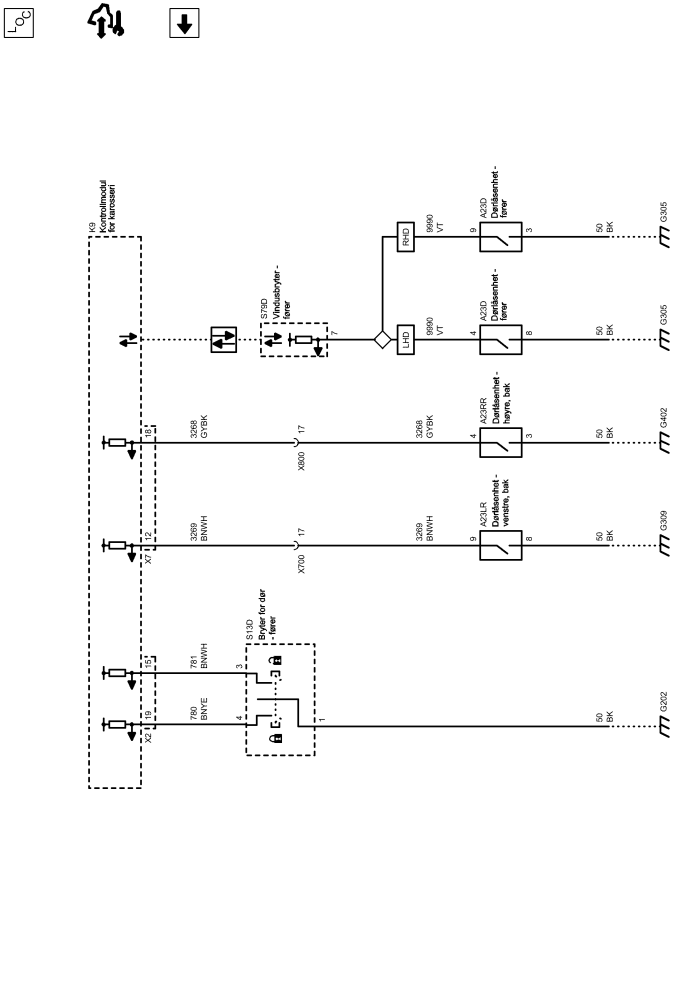 LOC
K9
Kontrollmodul
for karosseri
X2
19
15
X7
12
18
780
BNYE
781
BNWH
3269
BNWH
3268
GYBK
4
3
S13D
Bryter for dør
- fører
1
S79D
Vindusbryter -
fører
7
X700
17
X800
17
3269
BNWH
3268
GYBK
LHD
RHD
9990
VT
9990
VT
9
A23LR
Dørlåsenhet -
venstre, bak
8
4
A23RR
Dørlåsenhet -
høyre, bak
3
4
A23D
Dørlåsenhet -
fører
8
9
A23D
Dørlåsenhet -
fører
3
50
BK
50
BK
50
BK
50
BK
50
BK
G202
G309
G402
G305
G305